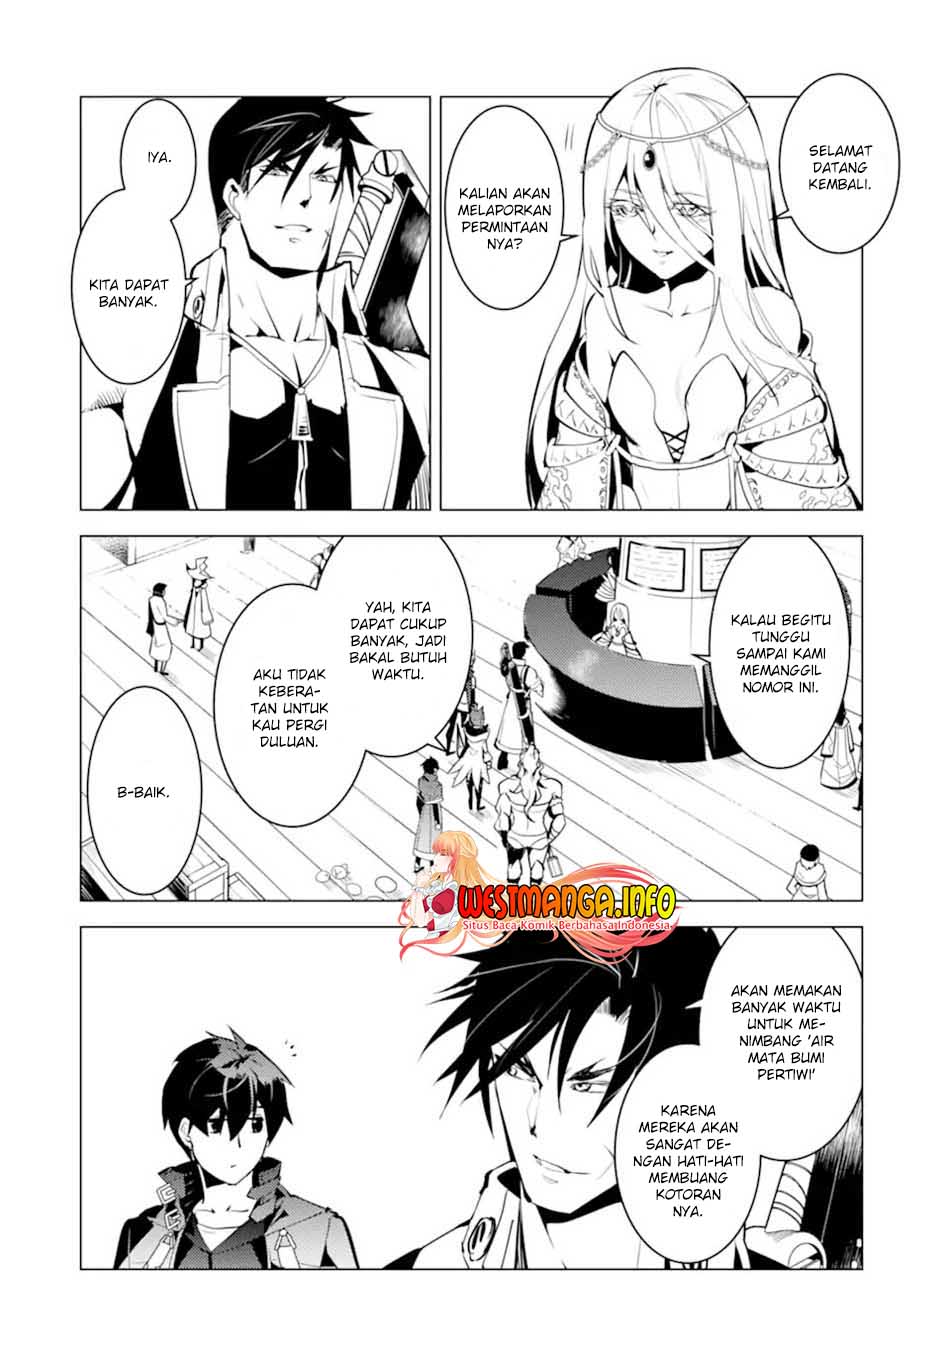 SELAMAT
DATANG
KEMBALI.
KALIAN AKAN
MELAPORKAN
PERMINTAAN
NYA?
IYA.
KITA DAPAT
BANYAK.
KALAU BEGITU
TUNGGU
SAMPAI KAMI
MEMANGGIL
NOMOR INI.
YAH, KITA
DAPAT CUKUP
BANYAK, JADI
BAKAL BUTUH
WAKTU.
AKU TIDAK
KEBERA-
TAN UNTUK
KAU PERGI
DULUAN.
B-BAIK.
WESTMANGA.INFO
Situs Baca Komik Berbahasa Indonesia
AKAN MEMAKAN
BANYAK WAKTU
UNTUK ME-
NIMBANG 'AIR
MATA BUMI
PERTIWI'
KARENA
MEREKA AKAN
SANGAT DE-
NGAN HATI-HATI
MEMBUANG
KOTORAN
NYA.